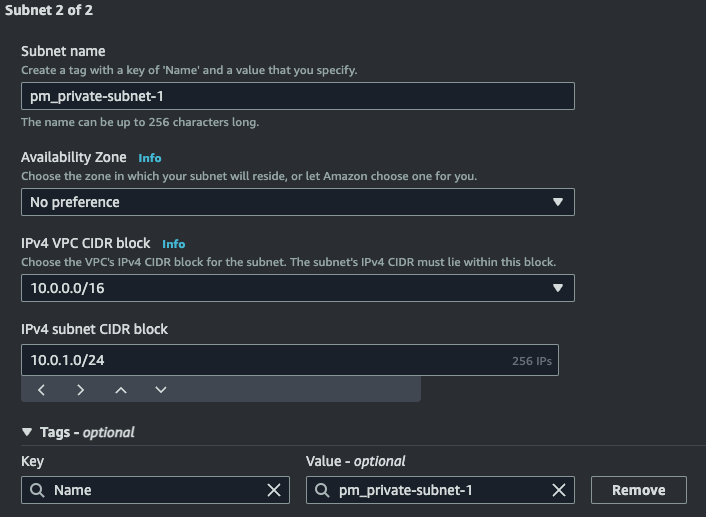 Subnet 2 of 2
Subnet name
Create a tag with a key of 'Name' and a value that you specify.
pm_private-subnet-1
The name can be up to 256 characters long.
Availability Zone Info
Choose the zone in which your subnet will reside, or let Amazon choose one for you.
No preference
IPv4 VPC CIDR block Info
Choose the VPC's IPv4 CIDR block for the subnet. The subnet's IPv4 CIDR must lie within this block.
10.0.0.0/16
IPv4 subnet CIDR block
10.0.1.0/24 256 IPs
Tags - optional
Key Value - optional
Name pm_private-subnet-1 Remove